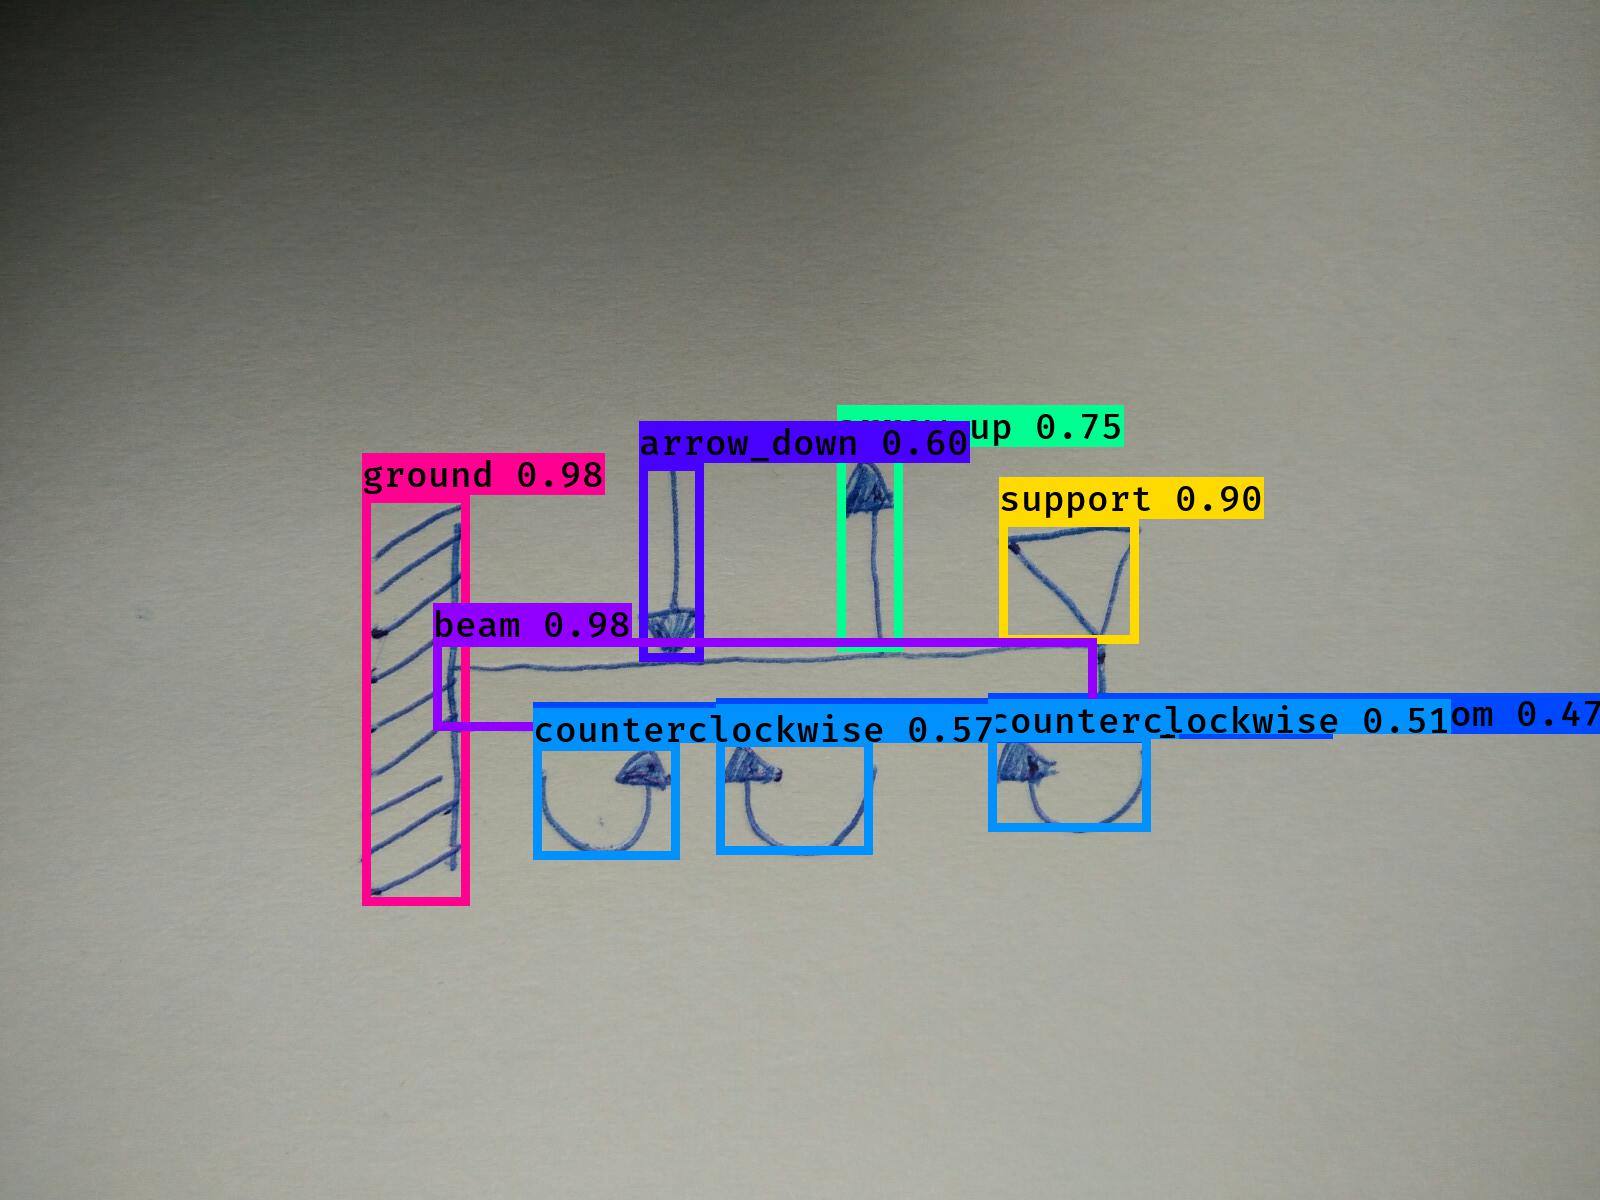 up 0.75
arrow_down 0.60
ground 0.98
support 0.90
beam 0.98
counterclockwise 0.57
counterclockwise 0.51
0.47